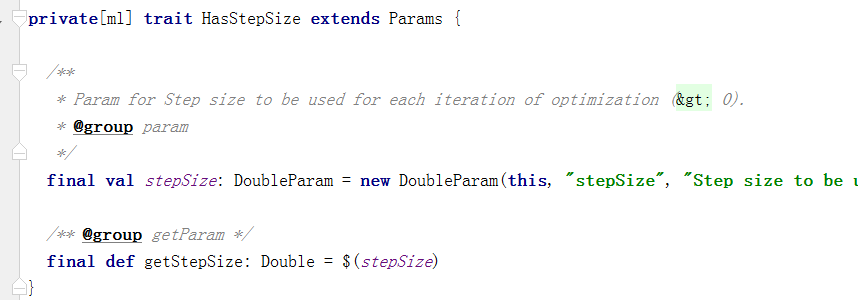 private[ml] trait HasStepSize extends Params {
/**
* Param for Step size to be used for each iteration of optimization (&gt; 0).
* @group param
*/
final val stepSize: DoubleParam = new DoubleParam(this, "stepSize", "Step size to be
/** @group getParam */
final def getStepSize: Double = $(stepSize)
}